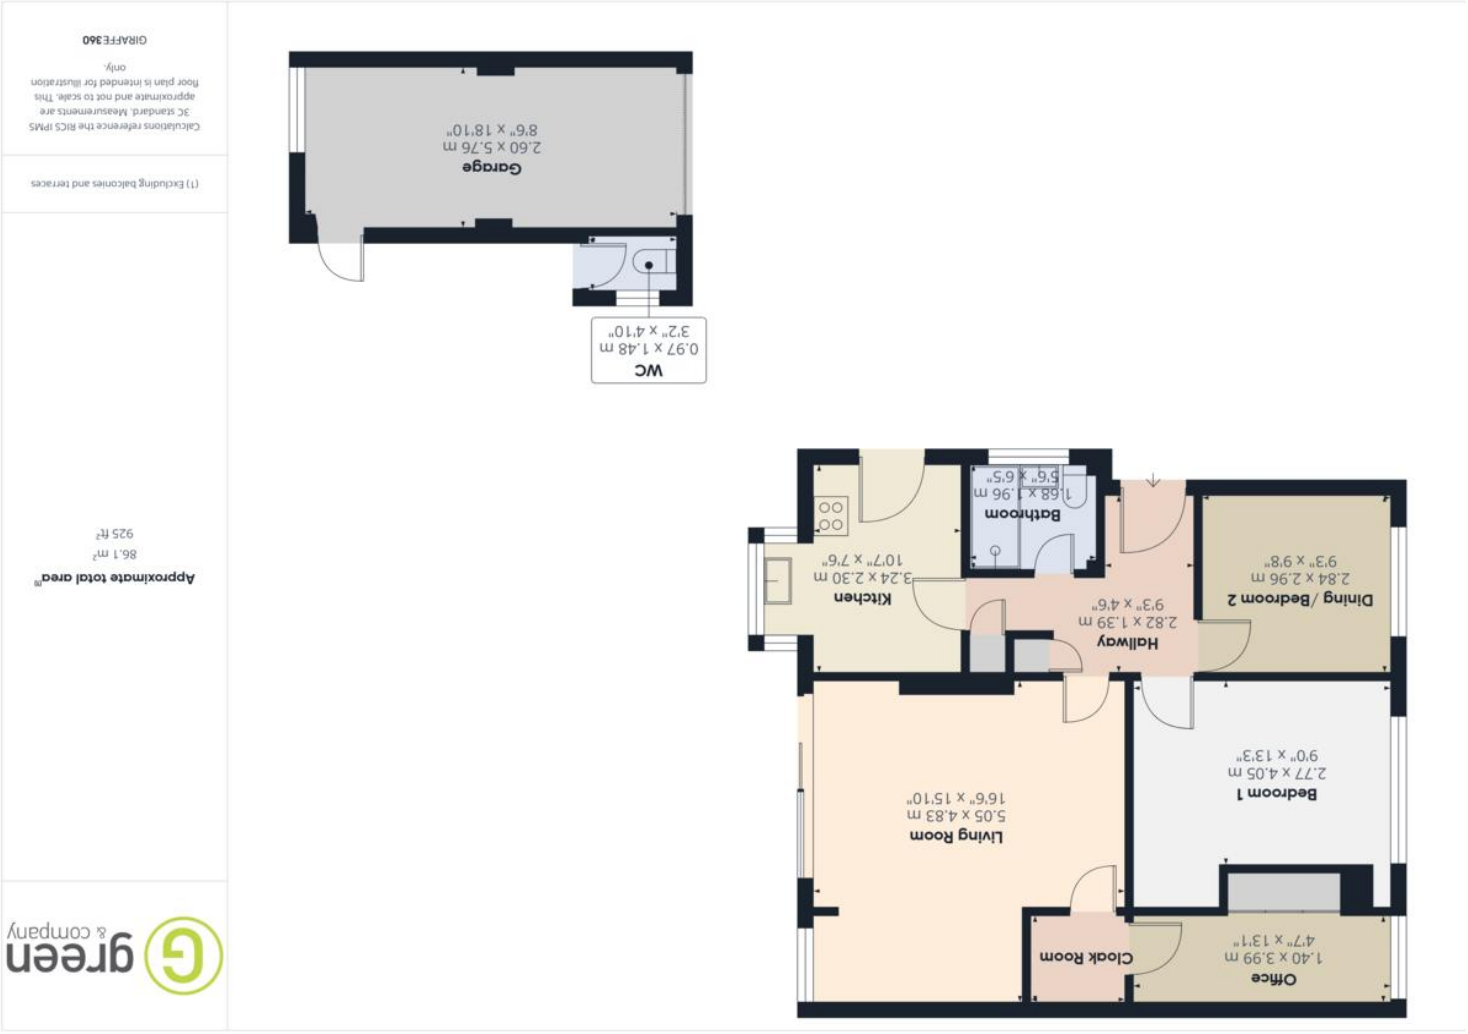 green
& company
Approximate total area⁽¹⁾
86.1 m²
925 ft²
(1) Excluding balconies and terraces
Calculations reference the RICS IPMS
3C standard. Measurements are
approximate and not to scale. This
floor plan is intended for illustration
only.
GIRAFFE360
Office
1.40 x 3.99 m
4'7" x 13'1"
Cloak Room
Living Room
5.05 x 4.83 m
16'6" x 15'10"
Bedroom 1
2.77 x 4.05 m
9'0" x 13'3"
Hallway
2.82 x 1.39 m
9'3" x 4'6"
Dining / Bedroom 2
2.84 x 2.96 m
9'3" x 9'8"
Kitchen
3.24 x 2.30 m
10'7" x 7'6"
Bathroom
1.68 x 1.96 m
5'6" x 6'5"
WC
0.97 x 1.48 m
3'2" x 4'10"
Garage
2.60 x 5.76 m
8'6" x 18'10"